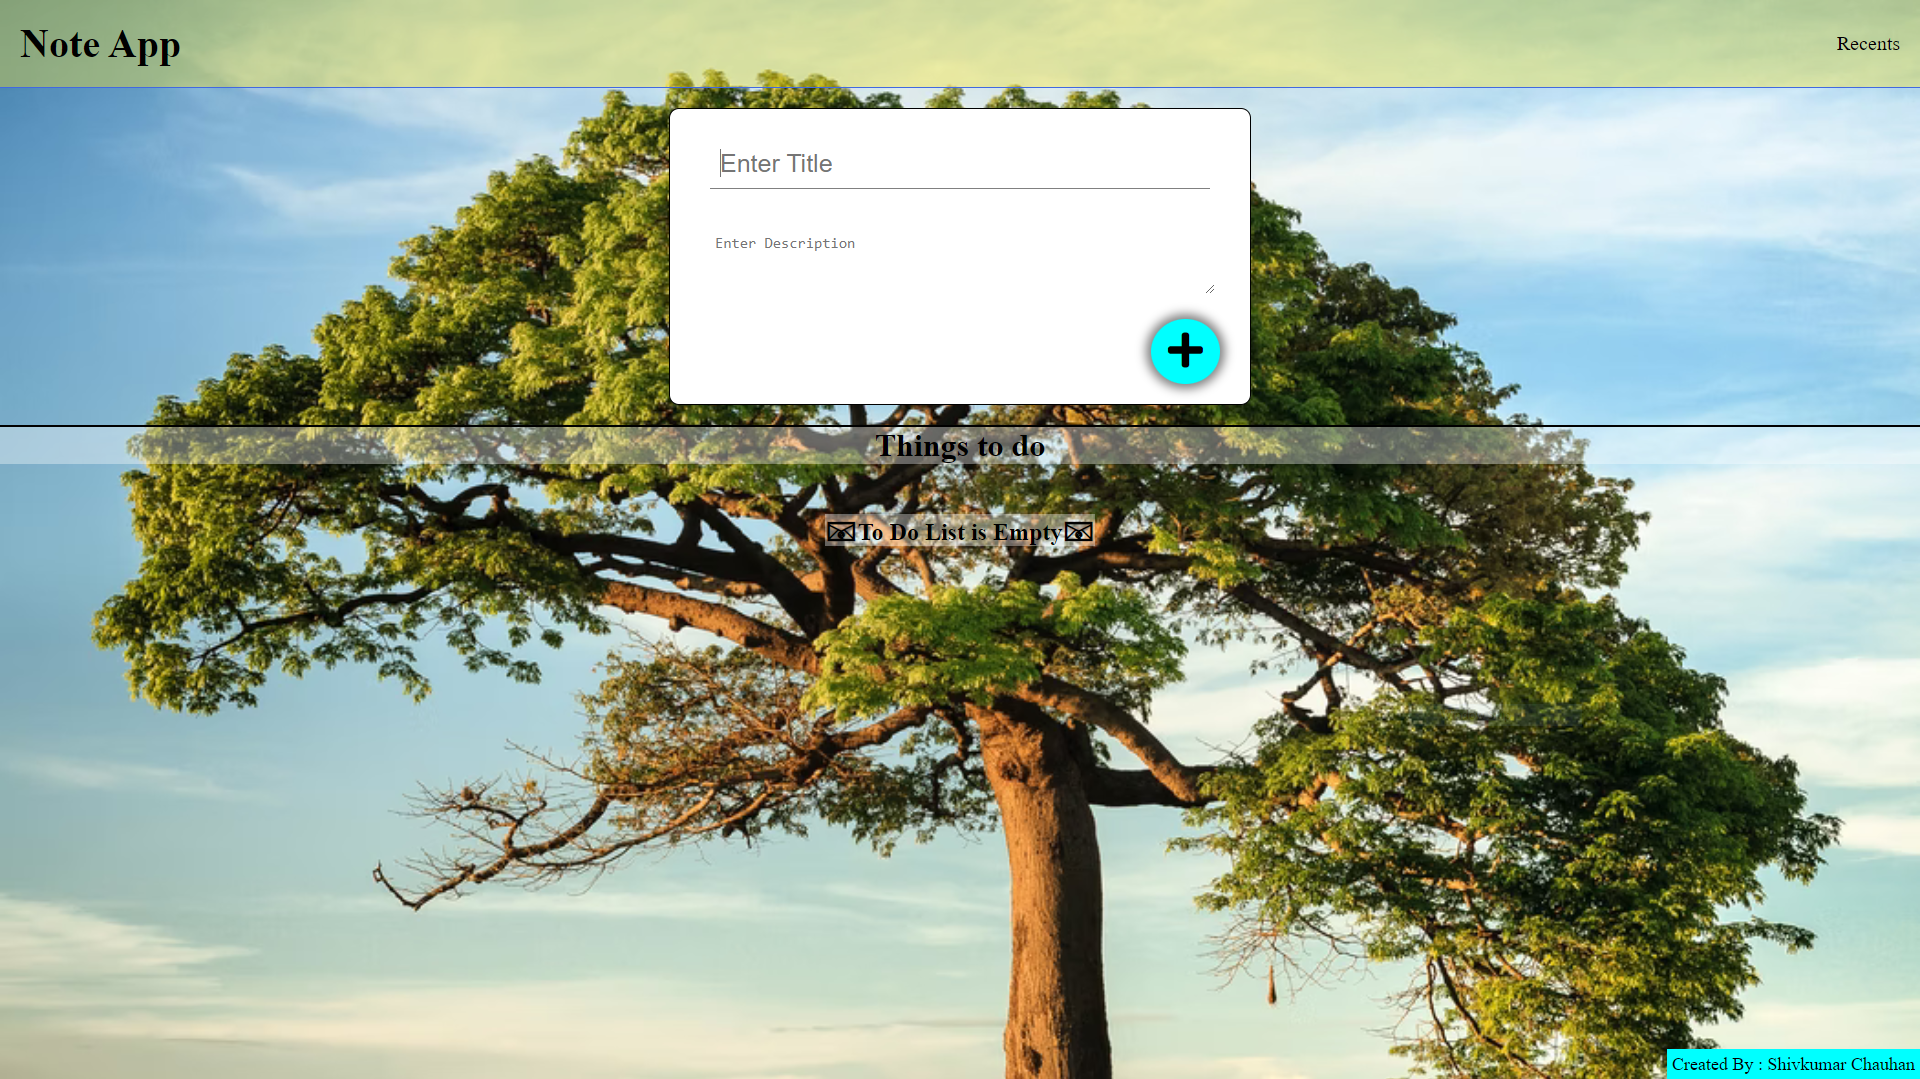 Note App
Recents
Enter Title
Enter Description
Things to do
To Do List is Empty
Created By : Shivkumar Chauhan